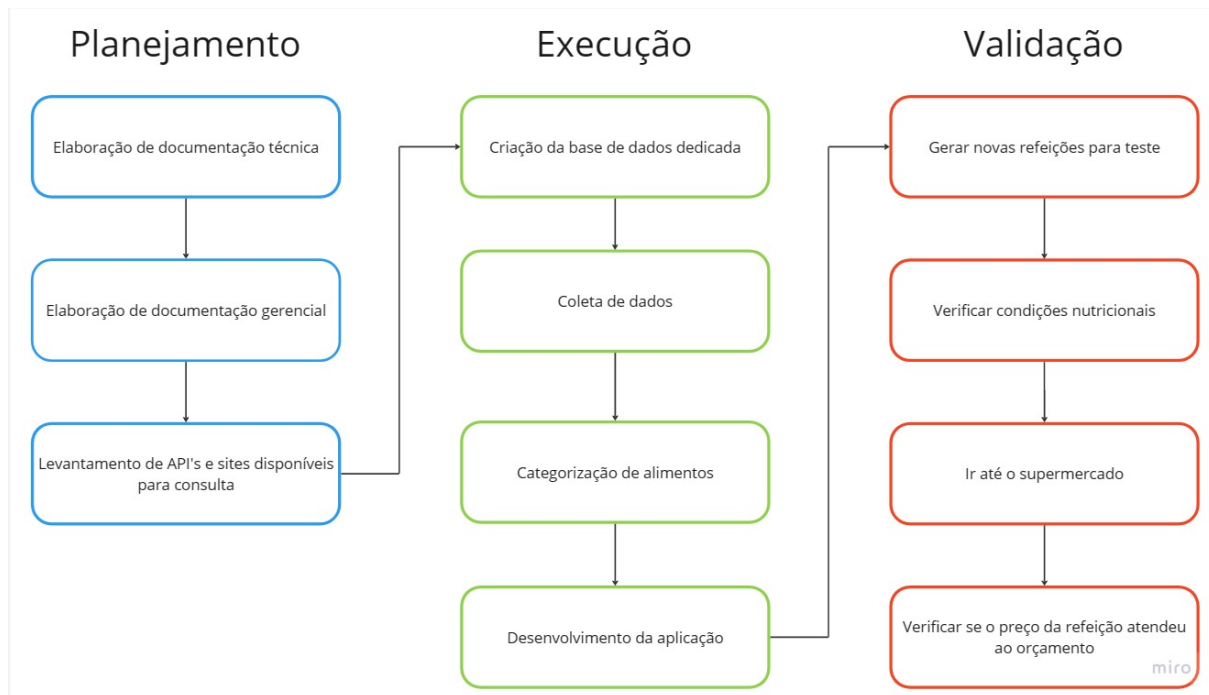 Planejamento
Elaboração de documentação técnica
Elaboração de documentação gerencial
Levantamento de API's e sites disponíveis
para consulta
Execução
Criação da base de dados dedicada
Coleta de dados
Categorização de alimentos
Desenvolvimento da aplicação
Validação
Gerar novas refeições para teste
Verificar condições nutricionais
Ir até o supermercado
Verificar se o preço da refeição atendeu
ao orçamento
miro